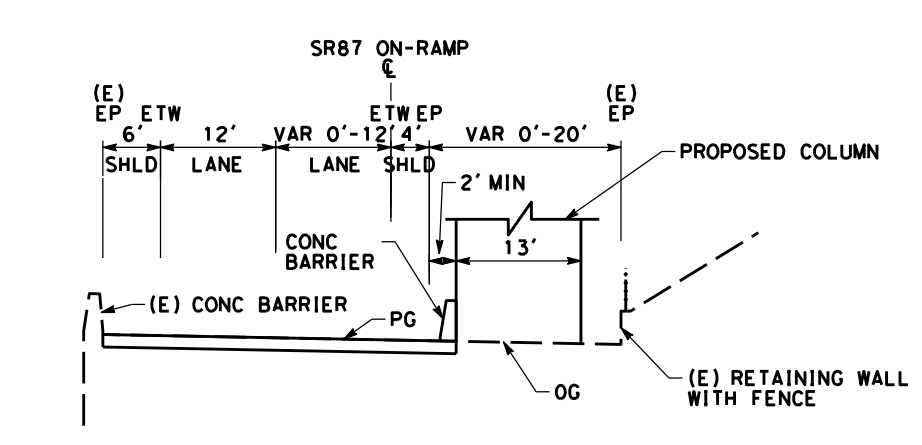 SR87 ON-RAMP
℄
(E)
EP
ETW
ETW
EP
(E)
EP
6'
12'
VAR 0'-12'
4'
VAR 0'-20'
SHLD
LANE
LANE
SHLD
PROPOSED COLUMN
2' MIN
CONC
BARRIER
13'
(E) CONC BARRIER
PG
OG
(E) RETAINING WALL
WITH FENCE